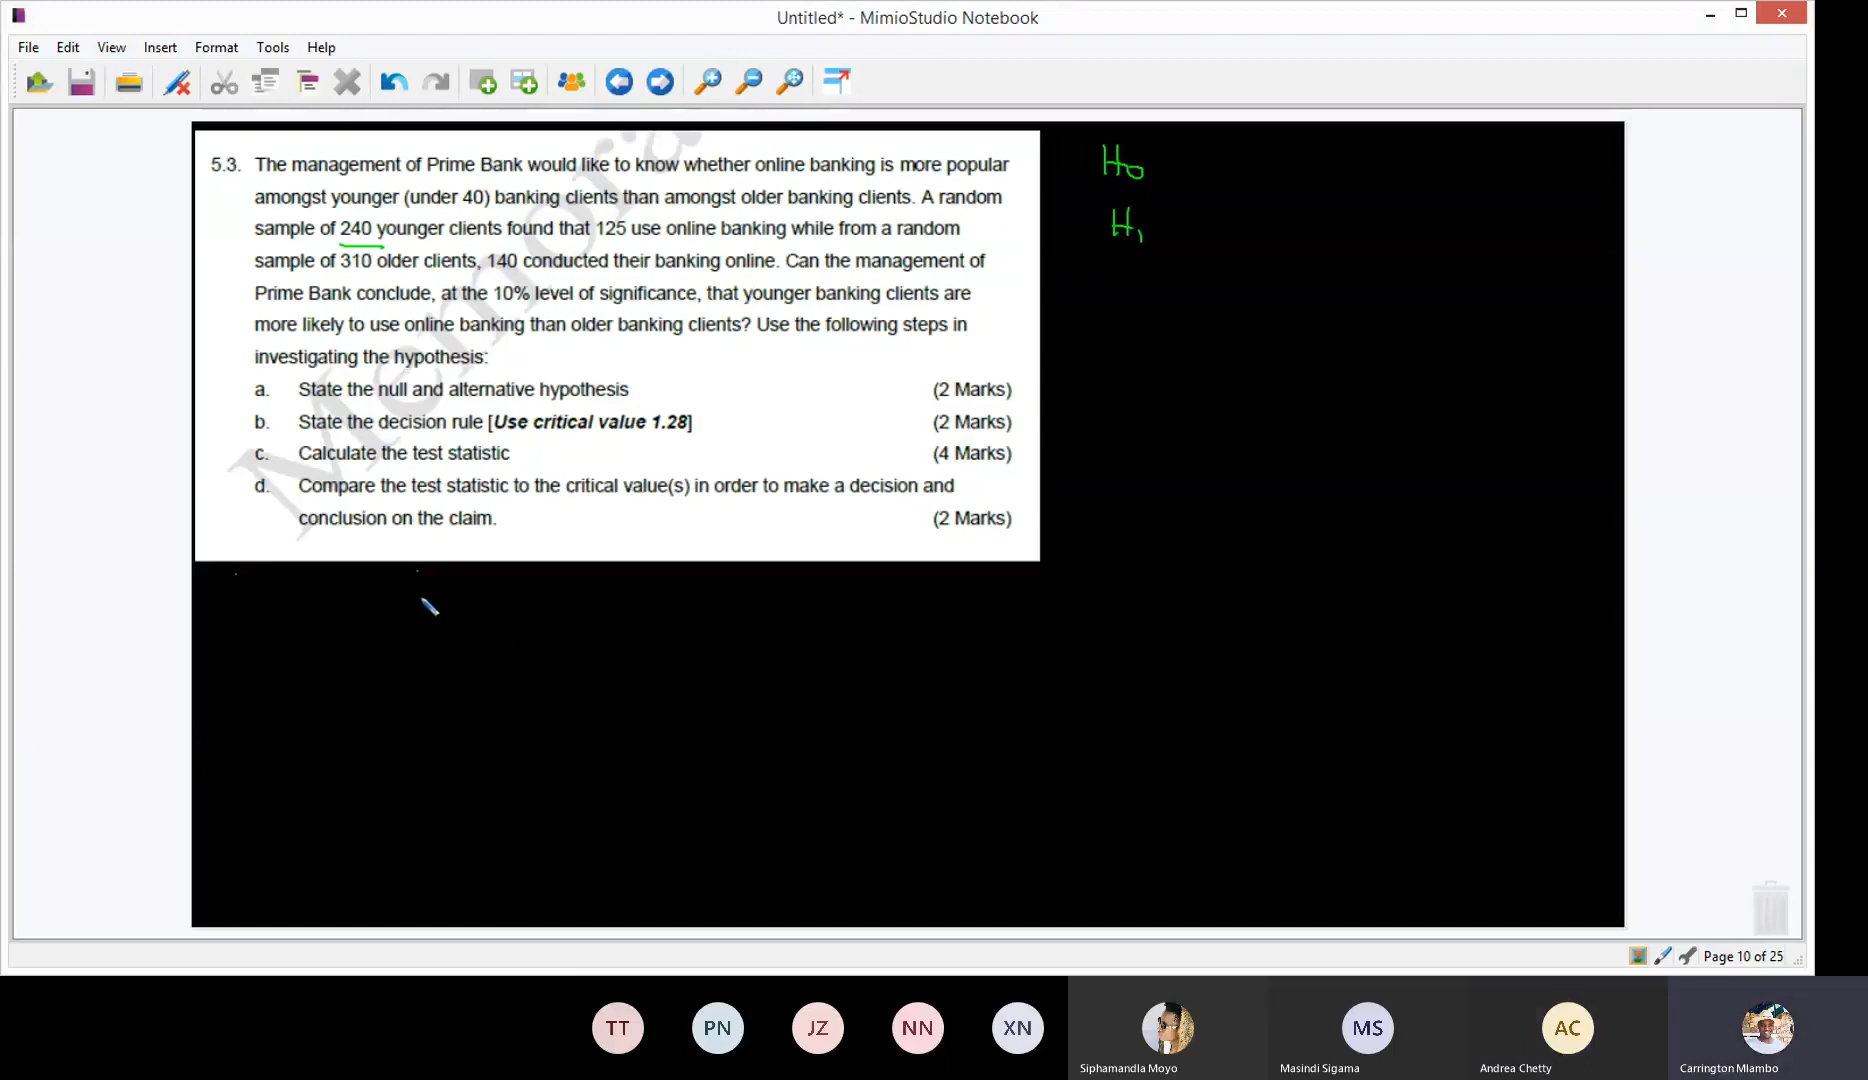 Untitled* - MimioStudio Notebook
File Edit View Insert Format Tools Help
5.3. The management of Prime Bank would like to know whether online banking is more popular
amongst younger (under 40) banking clients than amongst older banking clients. A random
sample of 240 younger clients found that 125 use online banking while from a random
sample of 310 older clients, 140 conducted their banking online. Can the management of
Prime Bank conclude, at the 10% level of significance, that younger banking clients are
more likely to use online banking than older banking clients? Use the following steps in
investigating the hypothesis:
a. State the null and alternative hypothesis (2 Marks)
b. State the decision rule [Use critical value 1.28] (2 Marks)
c. Calculate the test statistic (4 Marks)
d. Compare the test statistic to the critical value(s) in order to make a decision and
conclusion on the claim. (2 Marks)
H0
H1
Page 10 of 25
TT PN JZ NN XN MS AC
Siphamandla Moyo Masindi Sigama Andrea Chetty Carrington Mlambo